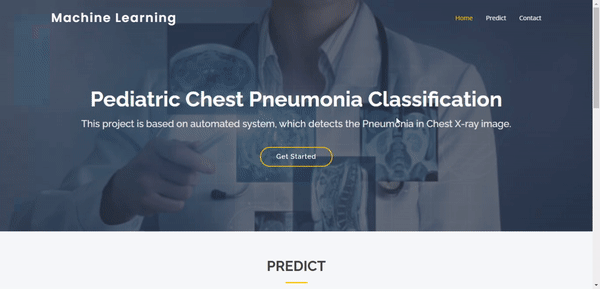 Machine Learning
Home Predict Contact
Pediatric Chest Pneumonia Classification
This project is based on automated system, which detects the Pneumonia in Chest X-ray image.
Get Started
PREDICT